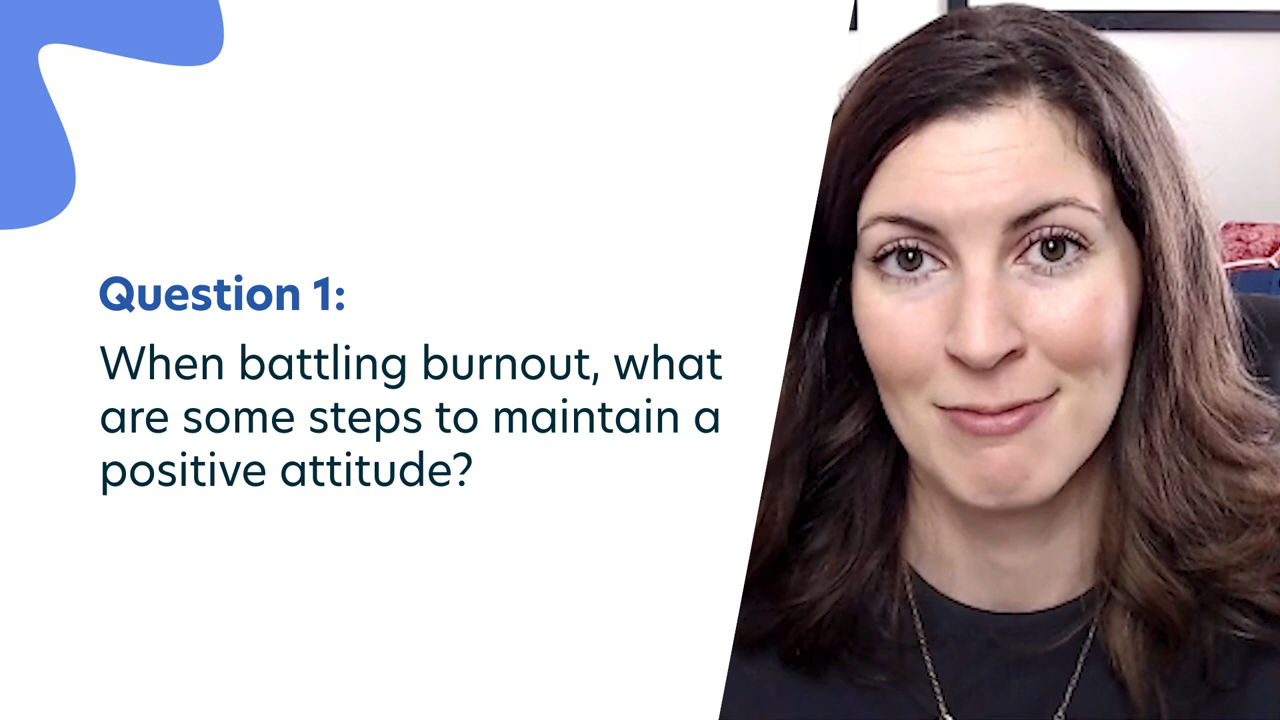 Question 1:
When battling burnout, what
are some steps to maintain a
positive attitude?